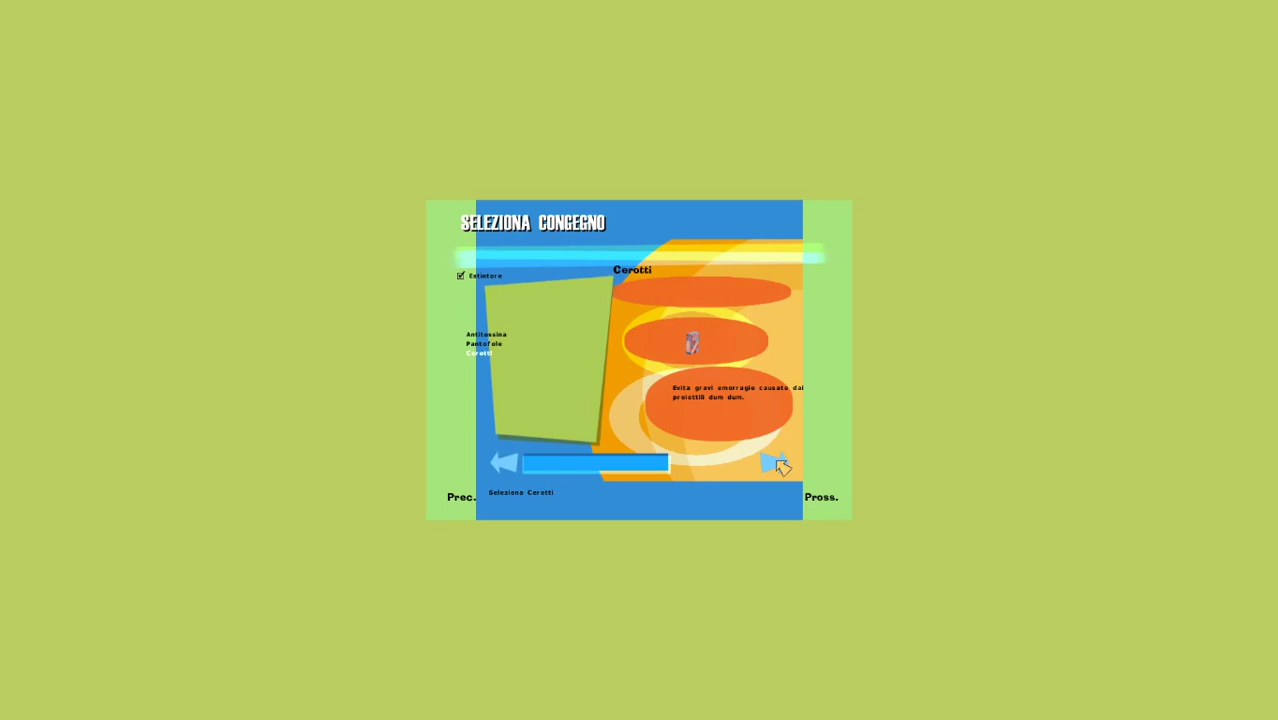 SELEZIONA CONGEGNO
Cerotti
Estintore
Antitossina
Pantofole
Cerotti
Evita gravi emorragie causate dai
proiettili dum dum.
Seleziona Cerotti
Prec.
Pross.